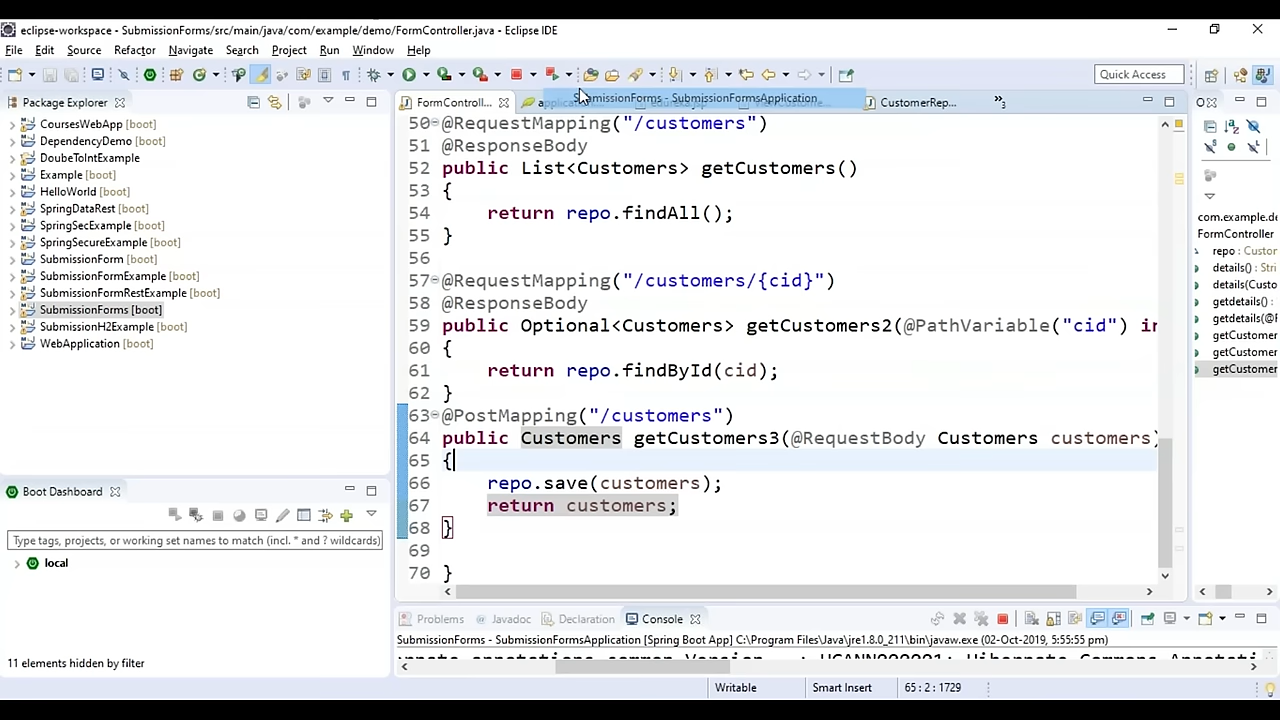 eclipse-workspace - SubmissionForms/src/main/java/com/example/demo/FormController.java - Eclipse IDE
File Edit Source Refactor Navigate Search Project Run Window Help
Quick Access
Package Explorer
CoursesWebApp [boot]
DependencyDemo [boot]
DoubeToIntExample
Example [boot]
HelloWorld [boot]
SpringDataRest [boot]
SpringSecExample [boot]
SpringSecureExample [boot]
SubmissionForm [boot]
SubmissionFormExample [boot]
SubmissionFormRestExample [boot]
SubmissionForms [boot]
SubmissionH2Example [boot]
WebApplication [boot]
Boot Dashboard
Type tags, projects, or working set names to match (incl. * and ? wildcards)
local
11 elements hidden by filter
FormControll... SubmissionForms - SubmissionFormsApplication CustomerRep... »3
50 @RequestMapping("/customers")
51 @ResponseBody
52 public List<Customers> getCustomers()
53 {
54 return repo.findAll();
55 }
56
57 @RequestMapping("/customers/{cid}")
58 @ResponseBody
59 public Optional<Customers> getCustomers2(@PathVariable("cid") in
60 {
61 return repo.findById(cid);
62 }
63 @PostMapping("/customers")
64 public Customers getCustomers3(@RequestBody Customers customers)
65 {
66 repo.save(customers);
67 return customers;
68 }
69
70 }
com.example.de
FormController
repo : Custor
details() : Stri
details(Custo
getdetails() :
getdetails(@R
getCustomer
getCustomer
getCustomer
Problems Javadoc Declaration Console
SubmissionForms - SubmissionFormsApplication [Spring Boot App] C:\Program Files\Java\jre1.8.0_211\bin\javaw.exe (02-Oct-2019, 5:55:55 pm)
Writable Smart Insert 65 : 2 : 1729